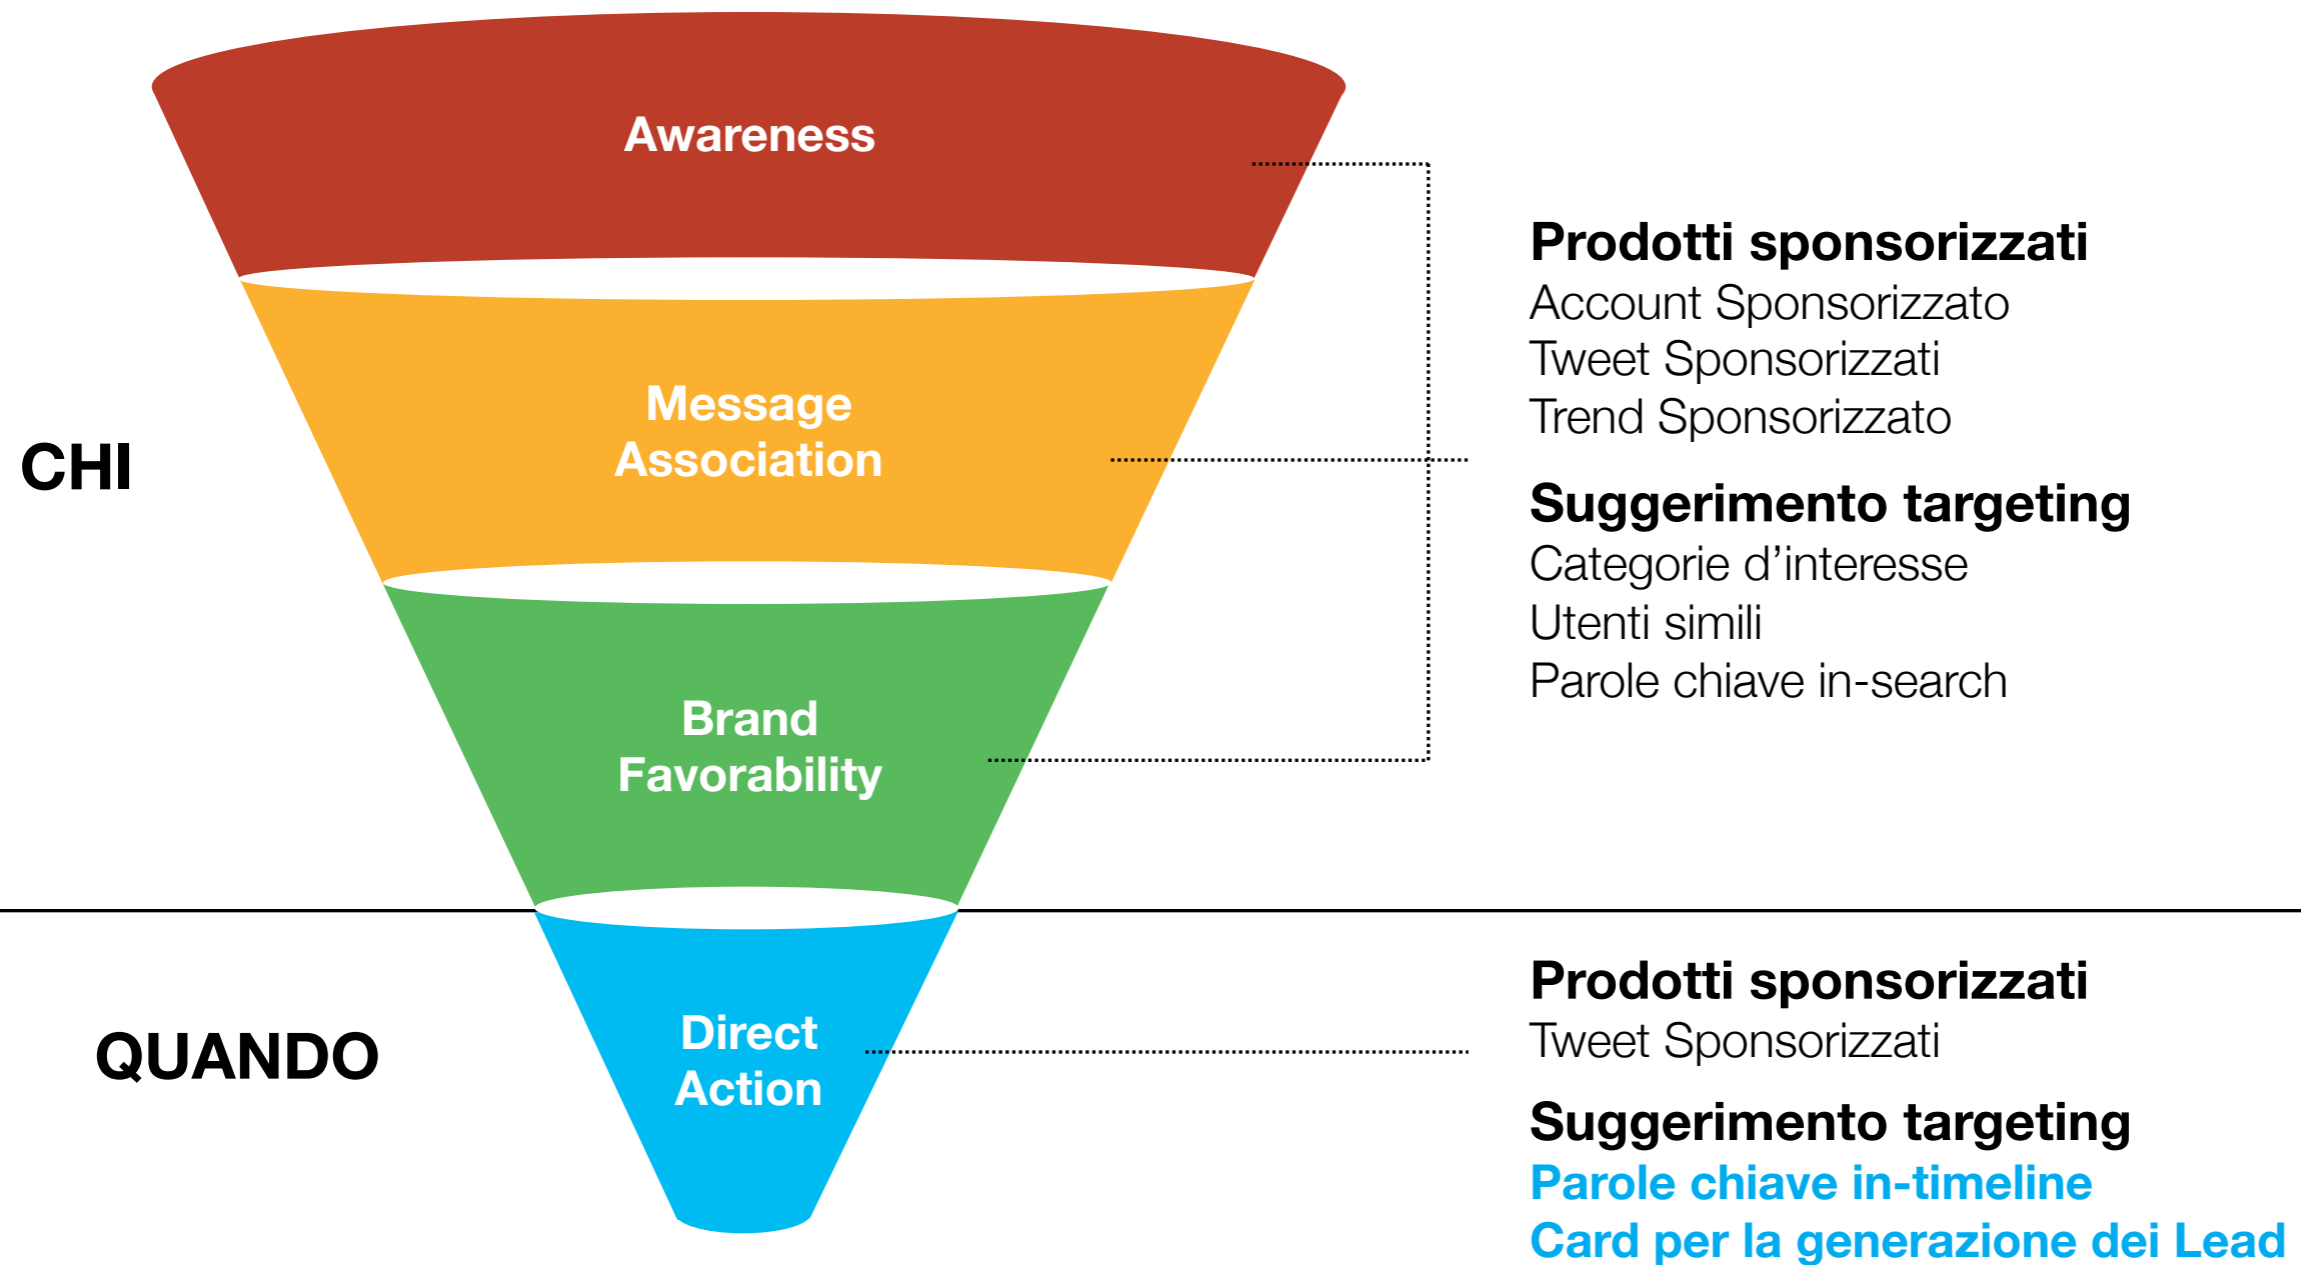 Awareness
Message
Association
Brand
Favorability
CHI
Prodotti sponsorizzati
Account Sponsorizzato
Tweet Sponsorizzati
Trend Sponsorizzato
Suggerimento targeting
Categorie d’interesse
Utenti simili
Parole chiave in-search
QUANDO
Direct
Action
Prodotti sponsorizzati
Tweet Sponsorizzati
Suggerimento targeting
Parole chiave in-timeline
Card per la generazione dei Lead